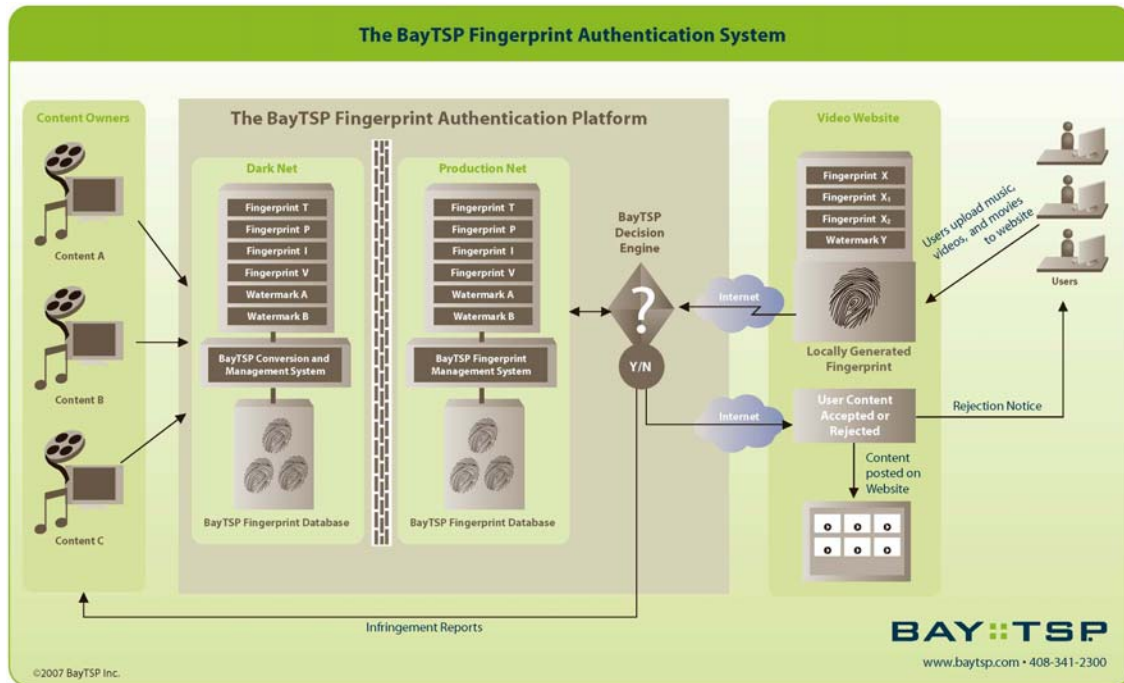 The BayTSP Fingerprint Authentication System
Content Owners
Content A
Content B
Content C
The BayTSP Fingerprint Authentication Platform
Dark Net
Fingerprint T
Fingerprint P
Fingerprint I
Fingerprint V
Watermark A
Watermark B
BayTSP Conversion and
Management System
BayTSP Fingerprint Database
Production Net
Fingerprint T
Fingerprint P
Fingerprint I
Fingerprint V
Watermark A
Watermark B
BayTSP Fingerprint
Management System
BayTSP Fingerprint Database
BayTSP
Decision
Engine
?
Y/N
Internet
Internet
Video Website
Fingerprint X
Fingerprint X₁
Fingerprint X₂
Watermark Y
Locally Generated
Fingerprint
User Content
Accepted or
Rejected
Content
posted on
Website
Users upload music,
videos, and movies
to website
Users
Rejection Notice
Infringement Reports
BAY::TSP
www.baytsp.com • 408-341-2300
©2007 BayTSP Inc.